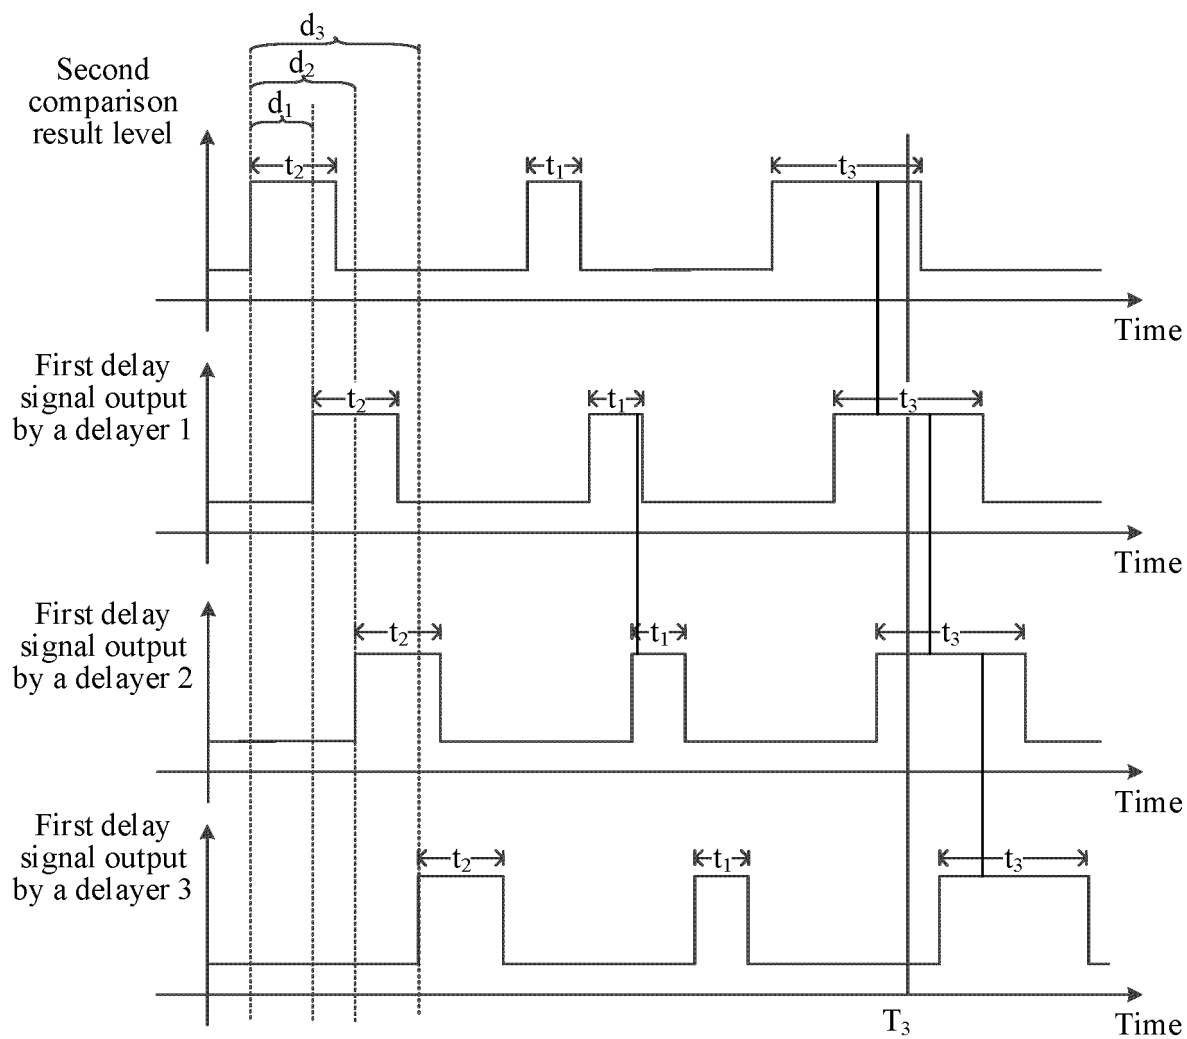 d₃
d₂
d₁
Second
comparison
result level
t₂
t₁
t₃
Time
First delay
signal output
by a delayer 1
t₂
t₁
t₃
Time
First delay
signal output
by a delayer 2
t₂
t₁
t₃
Time
First delay
signal output
by a delayer 3
t₂
t₁
t₃
T₃
Time